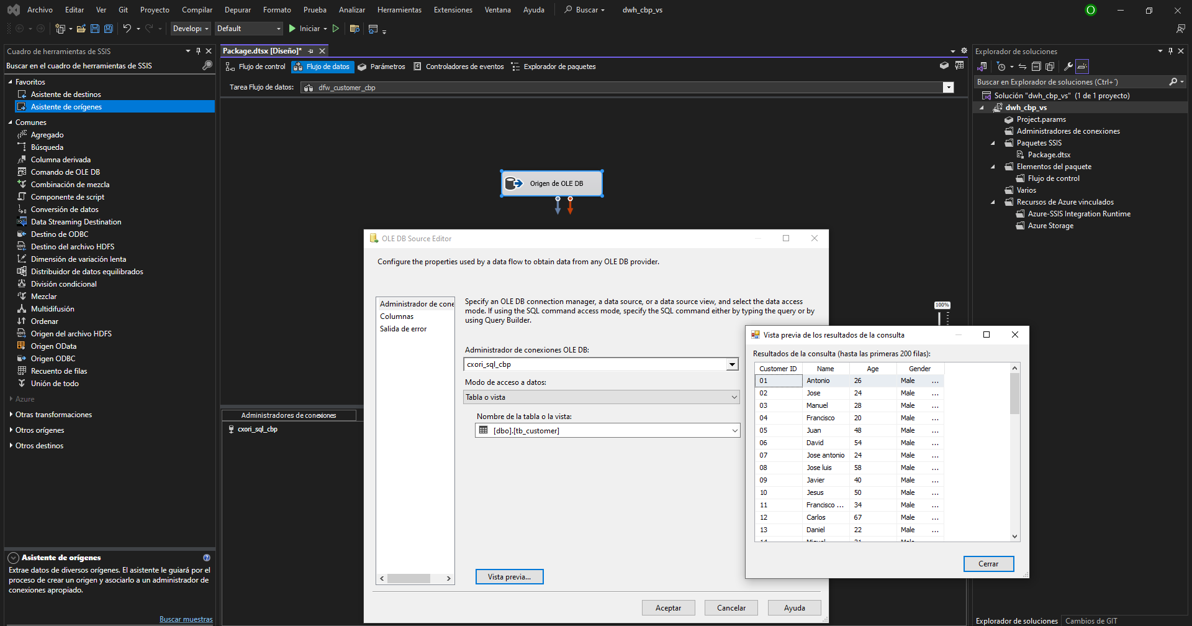 Archivo Editar Ver Git Proyecto Compilar Depurar Formato Prueba Analizar Herramientas Extensiones Ventana Ayuda Buscar dwh_cbp_vs O
Develop Default Iniciar
Cuadro de herramientas de SSIS
Buscar en el cuadro de herramientas de SSIS
Favoritos
Asistente de destinos
Asistente de orígenes
Comunes
Agregado
Búsqueda
Columna derivada
Comando de OLE DB
Combinación de mezcla
Componente de script
Conversión de datos
Data Streaming Destination
Destino de ODBC
Destino del archivo HDFS
Dimensión de variación lenta
Distribuidor de datos equilibrados
División condicional
Mezclar
Multidifusión
Ordenar
Origen del archivo HDFS
Origen OData
Origen ODBC
Recuento de filas
Unión de todo
Azure
Otras transformaciones
Otros orígenes
Otros destinos
Asistente de orígenes
Extrae datos de diversos orígenes. El asistente le guiará por el
proceso de crear un origen y asociarlo a un administrador de
conexiones apropiado.
Buscar muestras
Package.dtsx [Diseño]*
Flujo de control Flujo de datos Parámetros Controladores de eventos Explorador de paquetes
Tarea Flujo de datos: dfw_customer_cbp
Origen de OLE DB
100%
Administradores de conexiones
cxori_sql_cbp
OLE DB Source Editor
Configure the properties used by a data flow to obtain data from any OLE DB provider.
Administrador de cone
Columnas
Salida de error
Specify an OLE DB connection manager, a data source, or a data source view, and select the data access
mode. If using the SQL command access mode, specify the SQL command either by typing the query or by
using Query Builder.
Administrador de conexiones OLE DB:
cxori_sql_cbp
Modo de acceso a datos:
Tabla o vista
Nombre de la tabla o la vista:
[dbo].[tb_customer]
Vista previa...
Aceptar Cancelar Ayuda
Vista previa de los resultados de la consulta
Resultados de la consulta (hasta las primeras 200 filas):
Customer ID Name Age Gender
01 Antonio 26 Male ...
02 Jose 24 Male ...
03 Manuel 28 Male ...
04 Francisco 20 Male ...
05 Juan 48 Male ...
06 David 54 Male ...
07 Jose antonio 24 Male ...
08 Jose luis 58 Male ...
09 Javier 40 Male ...
10 Jesus 50 Male ...
11 Francisco ... 34 Male ...
12 Carlos 67 Male ...
13 Daniel 22 Male ...
Cerrar
Explorador de soluciones
Buscar en Explorador de soluciones (Ctrl+´)
Solución "dwh_cbp_vs" (1 de 1 proyecto)
dwh_cbp_vs
Project.params
Administradores de conexiones
Paquetes SSIS
Package.dtsx
Elementos del paquete
Flujo de control
Varios
Recursos de Azure vinculados
Azure-SSIS Integration Runtime
Azure Storage
Explorador de soluciones Cambios de GIT